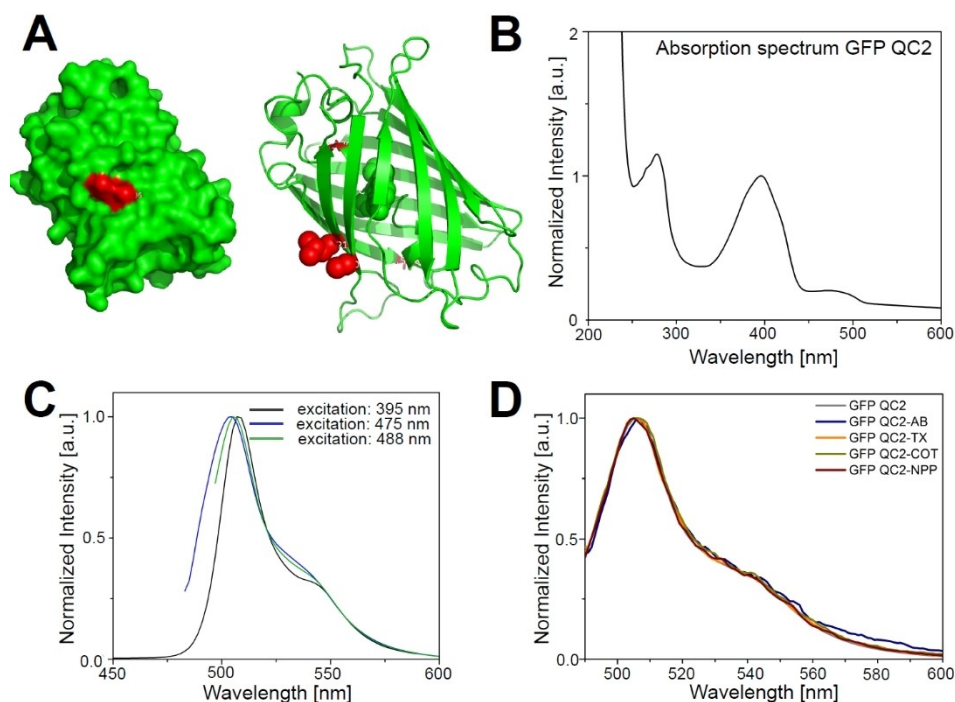 A
B
Absorption spectrum GFP QC2
2
1
0
Normalized Intensity [a.u.]
200
300
400
500
600
Wavelength [nm]
C
excitation: 395 nm
excitation: 475 nm
excitation: 488 nm
1.0
0.5
0.0
Normalized Intensity [a.u.]
450
500
550
600
Wavelength [nm]
D
GFP QC2
GFP QC2-AB
GFP QC2-TX
GFP QC2-COT
GFP QC2-NPP
1.0
0.5
0.0
Normalized Intensity [a.u.]
500
520
540
560
580
600
Wavelength [nm]